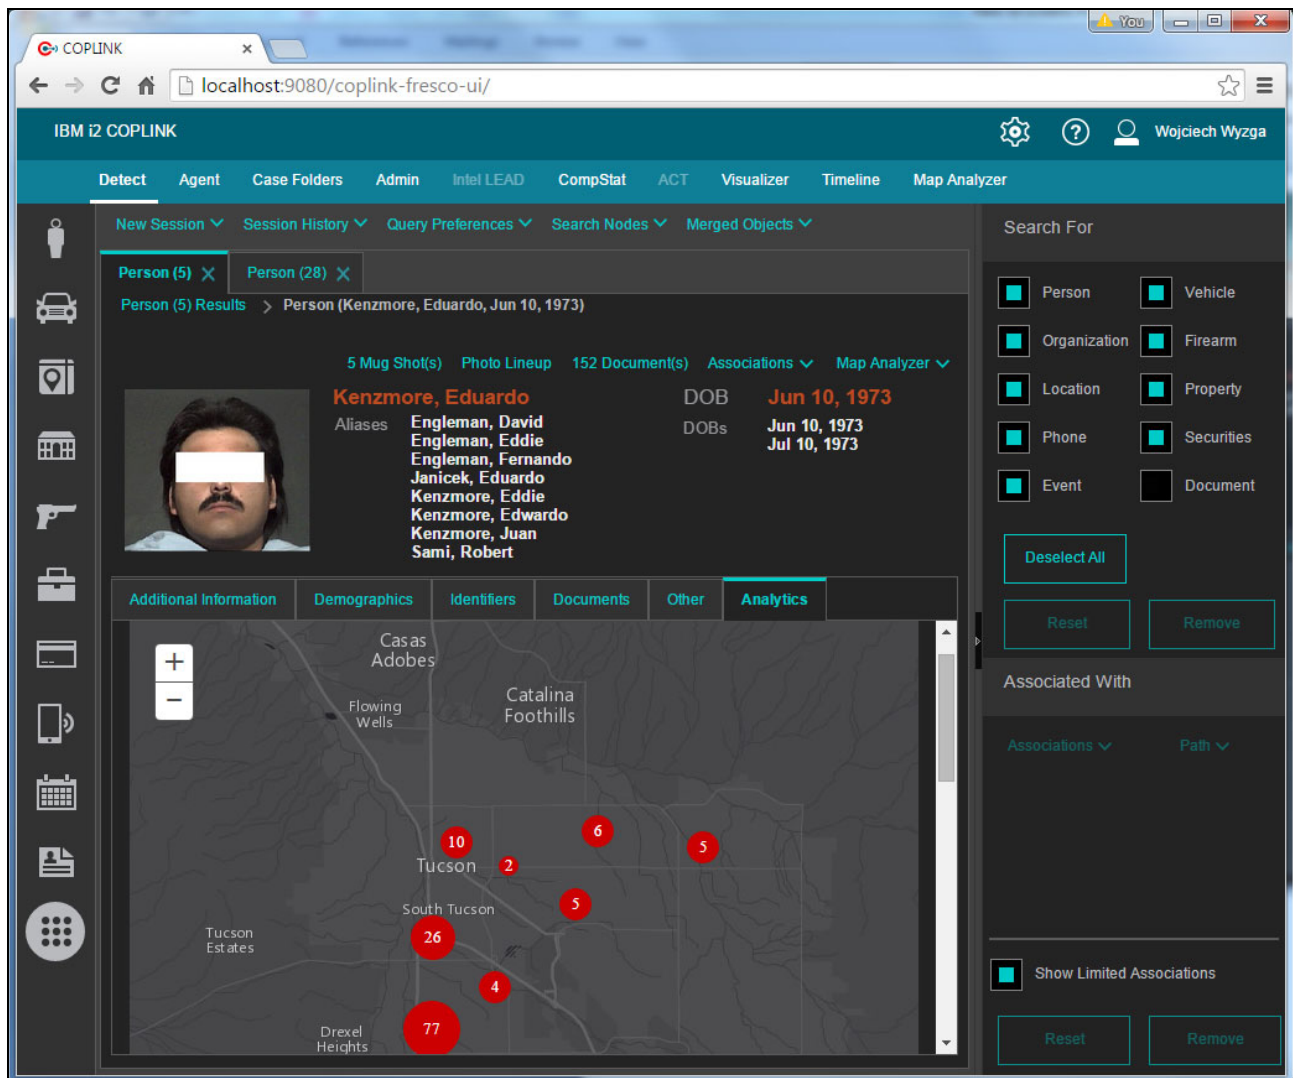 You
COPLINK
localhost:9080/coplink-fresco-ui/
IBM i2 COPLINK
Wojciech Wyzga
Detect Agent Case Folders Admin Intel LEAD CompStat ACT Visualizer Timeline Map Analyzer
New Session Session History Query Preferences Search Nodes Merged Objects
Person (5) Person (28)
Person (5) Results > Person (Kenzmore, Eduardo, Jun 10, 1973)
5 Mug Shot(s) Photo Lineup 152 Document(s) Associations Map Analyzer
Kenzmore, Eduardo DOB Jun 10, 1973
Aliases Engleman, David DOBs Jun 10, 1973
Engleman, Eddie Jul 10, 1973
Engleman, Fernando
Janicek, Eduardo
Kenzmore, Eddie
Kenzmore, Edwardo
Kenzmore, Juan
Sami, Robert
Additional Information Demographics Identifiers Documents Other Analytics
+
−
Casas
Adobes
Catalina
Foothills
Flowing
Wells
10
6
5
Tucson
2
5
South Tucson
26
Tucson
Estates
4
77
Drexel
Heights
Search For
Person Vehicle
Organization Firearm
Location Property
Phone Securities
Event Document
Deselect All
Reset Remove
Associated With
Associations Path
Show Limited Associations
Reset Remove